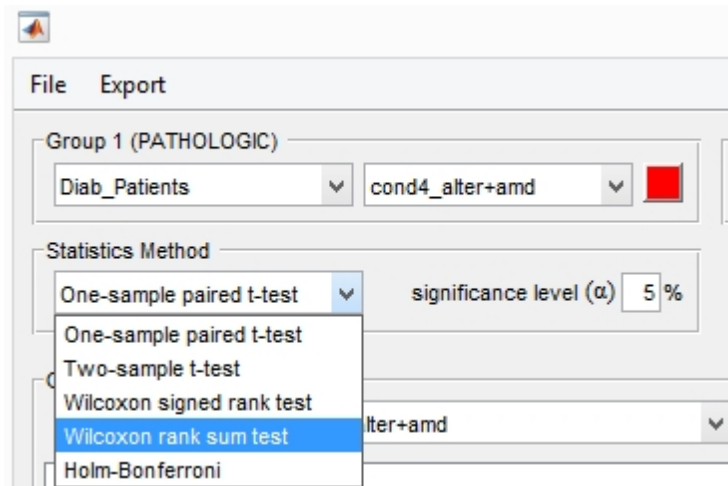 File Export
Group 1 (PATHOLOGIC)
Diab_Patients cond4_alter+amd
Statistics Method
One-sample paired t-test significance level (α) 5 %
One-sample paired t-test
Two-sample t-test
Wilcoxon signed rank test
lter+amd
Wilcoxon rank sum test
Holm-Bonferroni